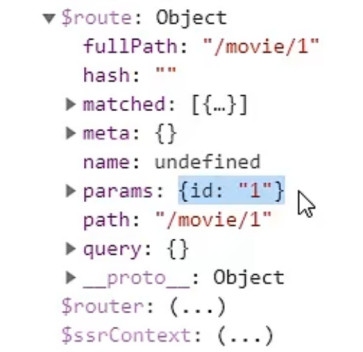 ▼ $route: Object
fullPath: "/movie/1"
hash: ""
▶ matched: [{…}]
▶ meta: {}
name: undefined
▶ params: {id: "1"}
path: "/movie/1"
▶ query: {}
▶ __proto__: Object
$router: (...)
$ssrContext: (...)